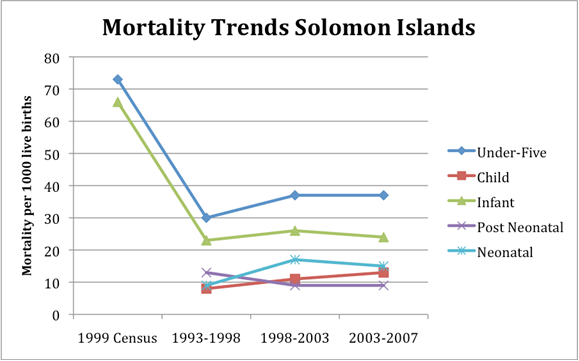 Mortality Trends Solomon Islands
Mortality per 1000 live births
80
70
60
50
40
30
20
10
0
1999 Census
1993-1998
1998-2003
2003-2007
Under-Five
Child
Infant
Post Neonatal
Neonatal